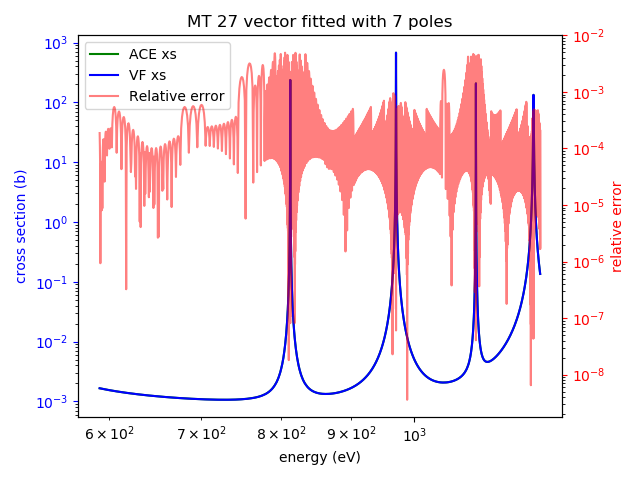 MT 27 vector fitted with 7 poles
ACE xs
VF xs
Relative error
cross section (b)
10³
10²
10¹
10⁰
10⁻¹
10⁻²
10⁻³
relative error
10⁻²
10⁻³
10⁻⁴
10⁻⁵
10⁻⁶
10⁻⁷
10⁻⁸
6 × 10² 7 × 10² 8 × 10² 9 × 10² 10³
energy (eV)